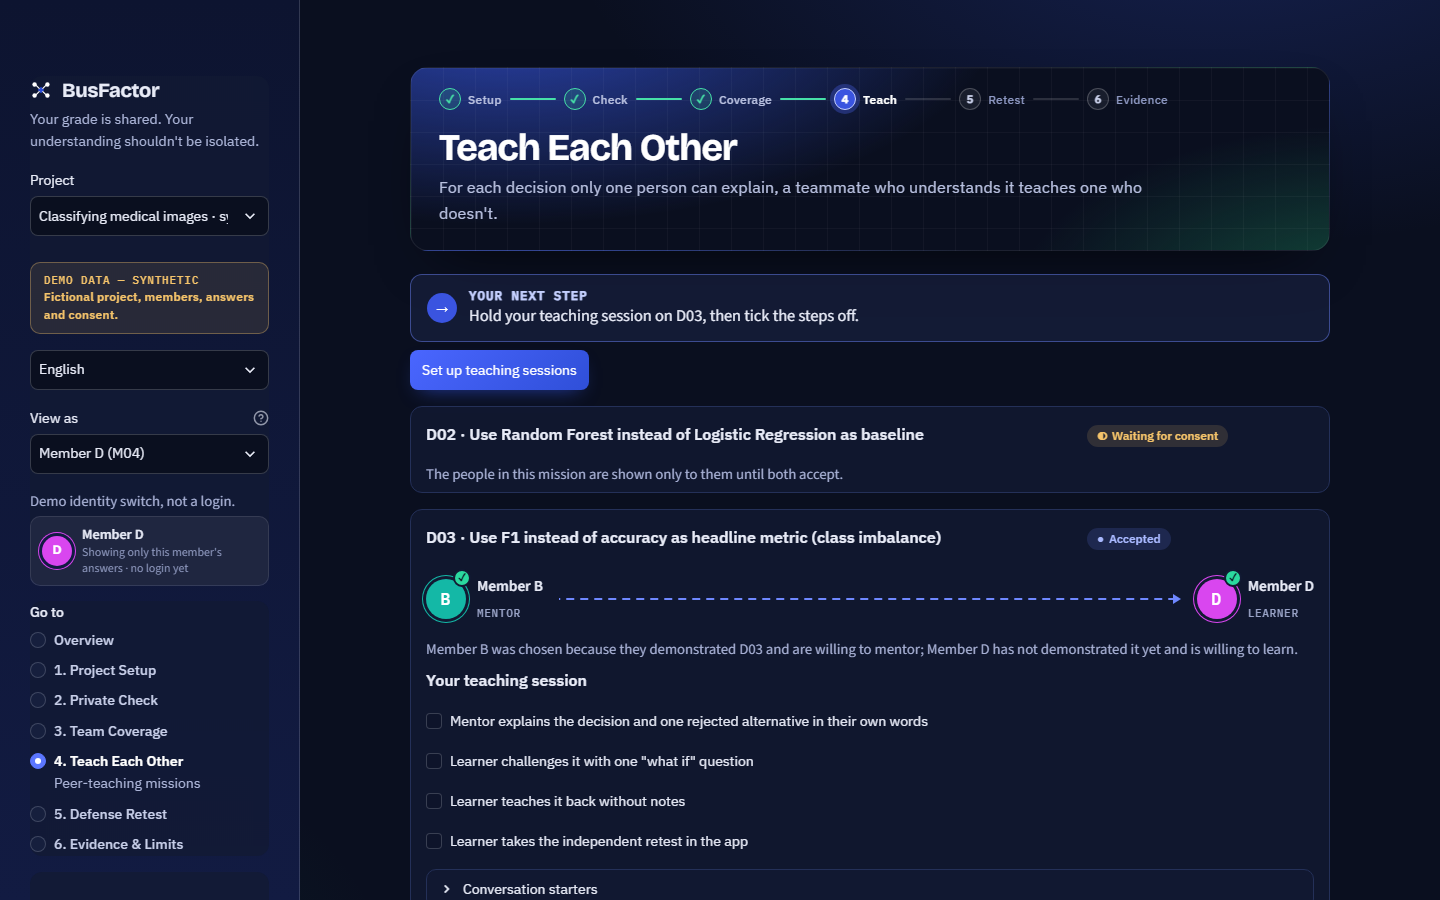 BusFactor
Your grade is shared. Your
understanding shouldn't be isolated.
Project
Classifying medical images · sy
DEMO DATA — SYNTHETIC
Fictional project, members, answers
and consent.
English
View as
Member D (M04)
Demo identity switch, not a login.
D
Member D
Showing only this member's
answers · no login yet
Go to
Overview
1. Project Setup
2. Private Check
3. Team Coverage
4. Teach Each Other
Peer-teaching missions
5. Defense Retest
6. Evidence & Limits
✓ Setup ✓ Check ✓ Coverage 4 Teach 5 Retest 6 Evidence
Teach Each Other
For each decision only one person can explain, a teammate who understands it teaches one who
doesn't.
YOUR NEXT STEP
→ Hold your teaching session on D03, then tick the steps off.
Set up teaching sessions
D02 · Use Random Forest instead of Logistic Regression as baseline
Waiting for consent
The people in this mission are shown only to them until both accept.
D03 · Use F1 instead of accuracy as headline metric (class imbalance)
Accepted
B
Member B
MENTOR
D
Member D
LEARNER
Member B was chosen because they demonstrated D03 and are willing to mentor; Member D has not demonstrated it yet and is willing to learn.
Your teaching session
Mentor explains the decision and one rejected alternative in their own words
Learner challenges it with one "what if" question
Learner teaches it back without notes
Learner takes the independent retest in the app
Conversation starters